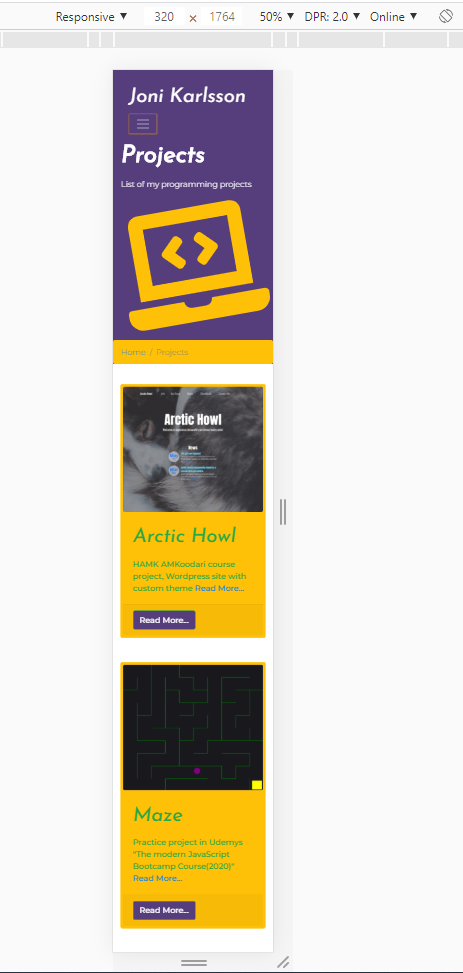 Responsive ▼ 320 × 1764 50% ▼ DPR: 2.0 ▼ Online ▼
Joni Karlsson
Projects
List of my programming projects
Home / Projects
Arctic Howl
News
Arctic Howl
HAMK AMKoodari course
project, Wordpress site with
custom theme Read More...
Read More...
Maze
Practice project in Udemys
"The modern JavaScript
Bootcamp Course(2020)"
Read More...
Read More...